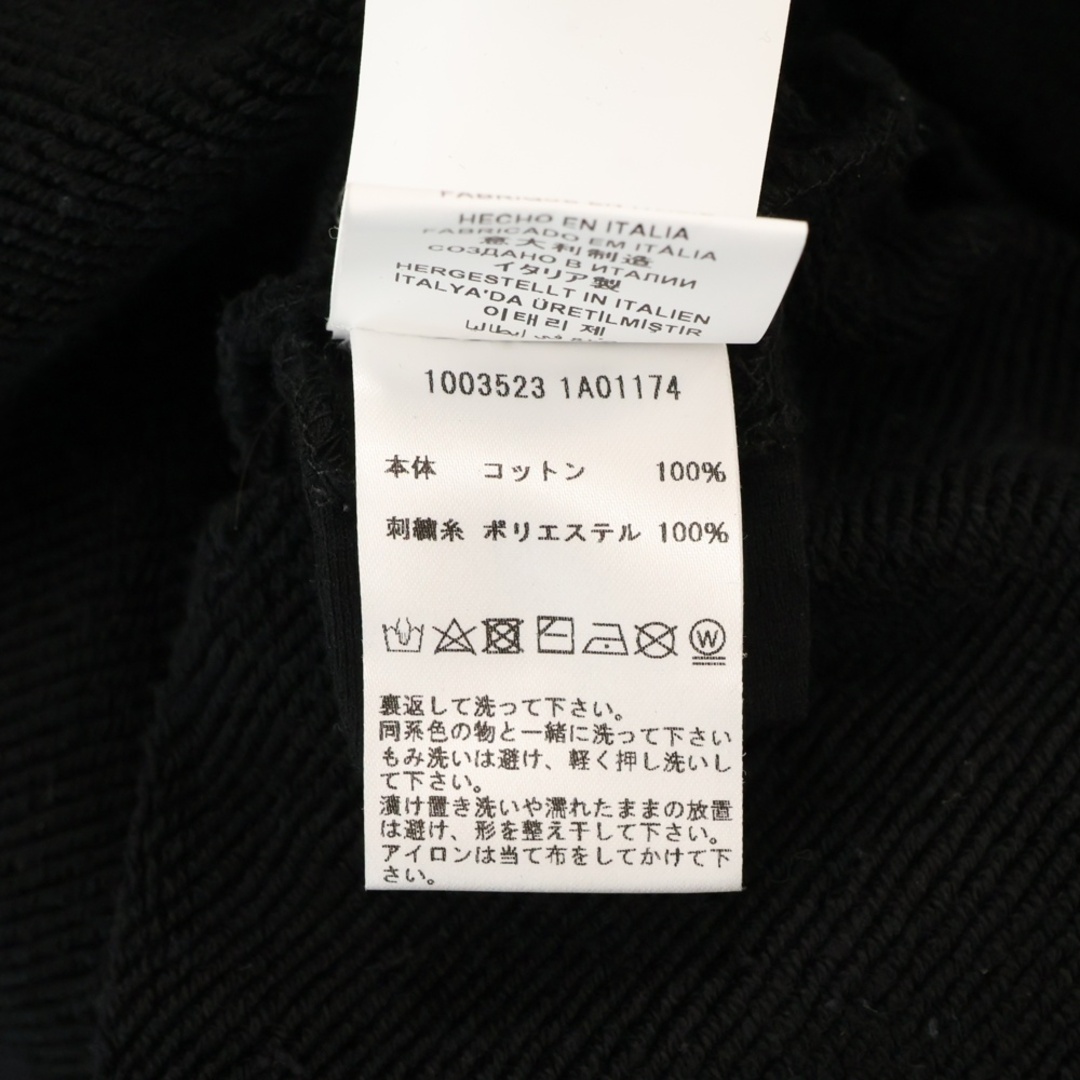 HECHO EN ITALIA
FABRICADO EM ITALIA
意大利制造
СОЗДАНО В ИТАЛИИ
イタリア製
HERGESTELLT IN ITALIEN
ITALYA'DA ÜRETİLMİŞTİR
이태리 제
1003523 1A01174
本体 コットン 100%
刺繍糸 ポリエステル 100%
W
裏返して洗って下さい。
同系色の物と一緒に洗って下さい
もみ洗いは避け、軽く押し洗いし
て下さい。
漬け置き洗いや濡れたままの放置
は避け、形を整え干して下さい。
アイロンは当て布をしてかけて下
さい。